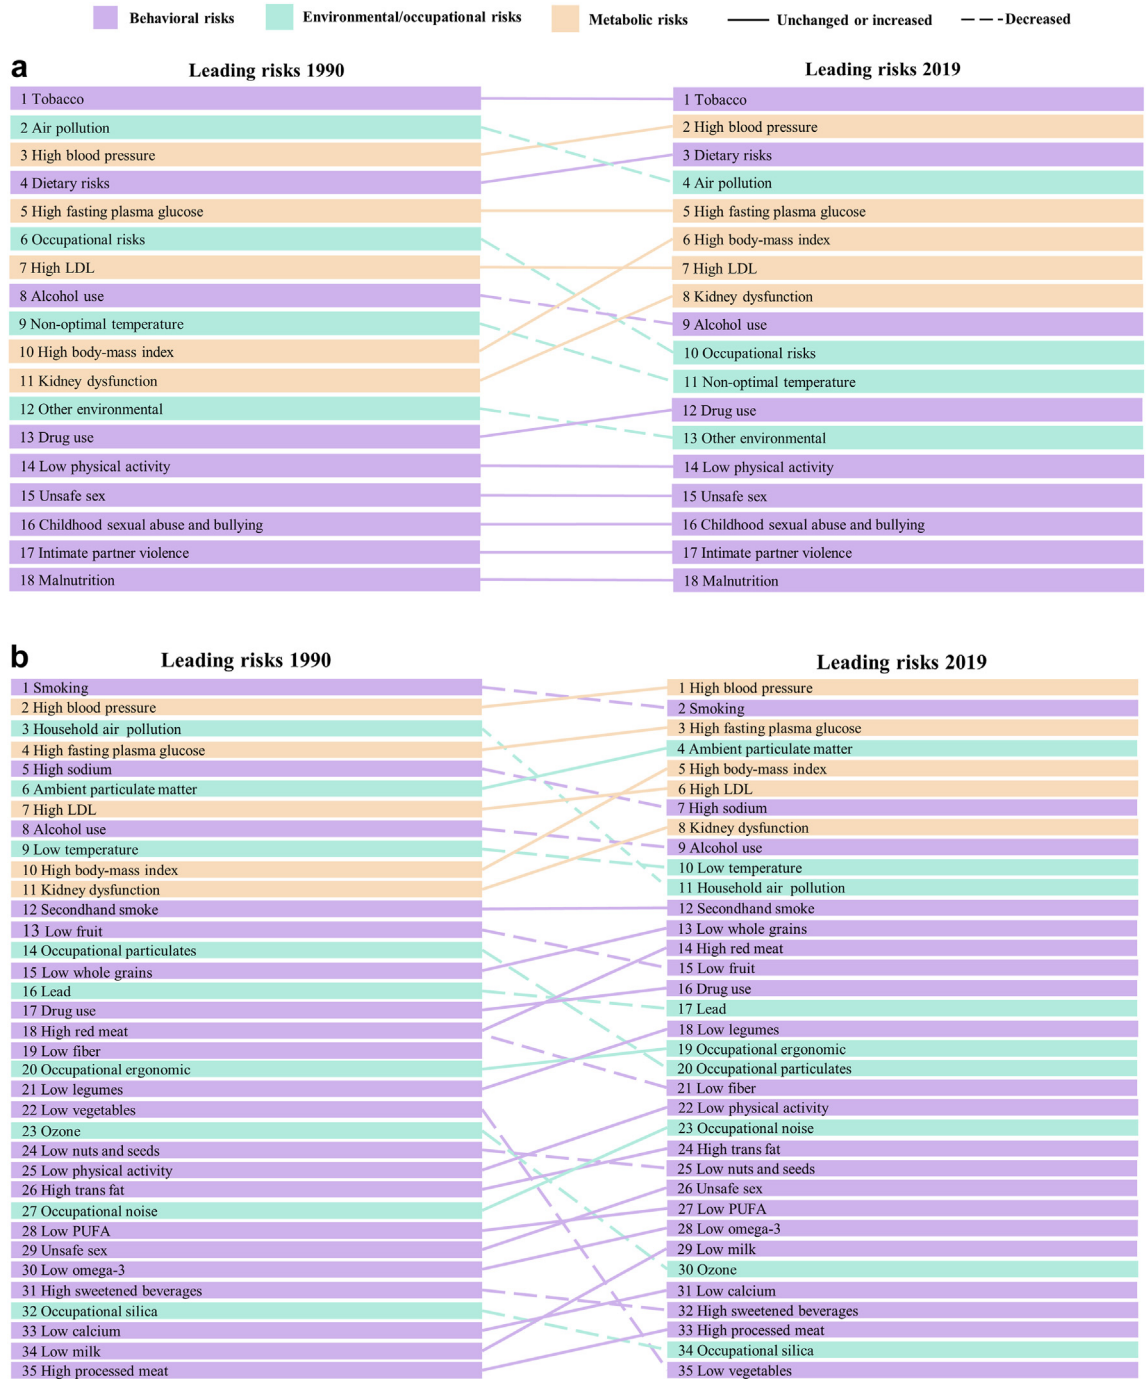 Behavioral risks
Environmental/occupational risks
Metabolic risks
Unchanged or increased
Decreased
a
Leading risks 1990
1 Tobacco
2 Air pollution
3 High blood pressure
4 Dietary risks
5 High fasting plasma glucose
6 Occupational risks
7 High LDL
8 Alcohol use
9 Non-optimal temperature
10 High body-mass index
11 Kidney dysfunction
12 Other environmental
13 Drug use
14 Low physical activity
15 Unsafe sex
16 Childhood sexual abuse and bullying
17 Intimate partner violence
18 Malnutrition
Leading risks 2019
1 Tobacco
2 High blood pressure
3 Dietary risks
4 Air pollution
5 High fasting plasma glucose
6 High body-mass index
7 High LDL
8 Kidney dysfunction
9 Alcohol use
10 Occupational risks
11 Non-optimal temperature
12 Drug use
13 Other environmental
14 Low physical activity
15 Unsafe sex
16 Childhood sexual abuse and bullying
17 Intimate partner violence
18 Malnutrition
b
Leading risks 1990
1 Smoking
2 High blood pressure
3 Household air pollution
4 High fasting plasma glucose
5 High sodium
6 Ambient particulate matter
7 High LDL
8 Alcohol use
9 Low temperature
10 High body-mass index
11 Kidney dysfunction
12 Secondhand smoke
13 Low fruit
14 Occupational particulates
15 Low whole grains
16 Lead
17 Drug use
18 High red meat
19 Low fiber
20 Occupational ergonomic
21 Low legumes
22 Low vegetables
23 Ozone
24 Low nuts and seeds
25 Low physical activity
26 High trans fat
27 Occupational noise
28 Low PUFA
29 Unsafe sex
30 Low omega-3
31 High sweetened beverages
32 Occupational silica
33 Low calcium
34 Low milk
35 High processed meat
Leading risks 2019
1 High blood pressure
2 Smoking
3 High fasting plasma glucose
4 Ambient particulate matter
5 High body-mass index
6 High LDL
7 High sodium
8 Kidney dysfunction
9 Alcohol use
10 Low temperature
11 Household air pollution
12 Secondhand smoke
13 Low whole grains
14 High red meat
15 Low fruit
16 Drug use
17 Lead
18 Low legumes
19 Occupational ergonomic
20 Occupational particulates
21 Low fiber
22 Low physical activity
23 Occupational noise
24 High trans fat
25 Low nuts and seeds
26 Unsafe sex
27 Low PUFA
28 Low omega-3
29 Low milk
30 Ozone
31 Low calcium
32 High sweetened beverages
33 High processed meat
34 Occupational silica
35 Low vegetables